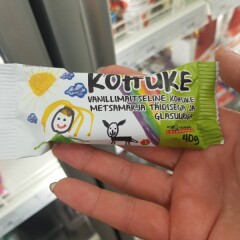 KOHUKE
VANILLIMAITSELINE KOHUKE
METSAMARJA TÄIDISEGA JA
GLASUURIGA
40g